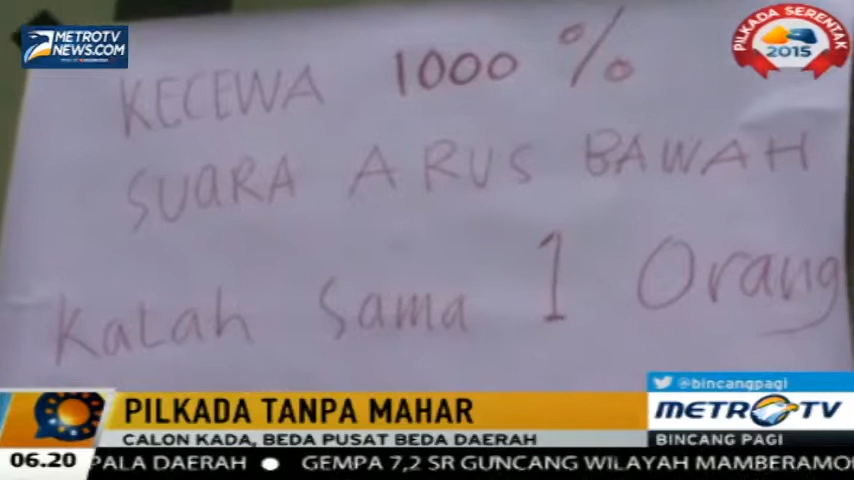 METROTV
NEWS.COM
PILKADA SERENTAK
2015
KECEWA 1000 %
SUARA ARUS BAWAH
KaLah Sama 1 Orang
@bincangpagi
PILKADA TANPA MAHAR
METRO TV
CALON KADA, BEDA PUSAT BEDA DAERAH
BINCANG PAGI
06.20 PALA DAERAH ● GEMPA 7,2 SR GUNCANG WILAYAH MAMBERAMO